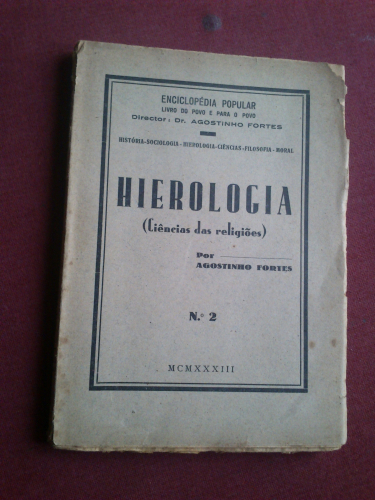 ENCICLOPÉDIA POPULAR
LIVRO DO POVO E PARA O POVO
Director: Dr. AGOSTINHO FORTES
HISTÓRIA-SOCIOLOGIA-HIEROLOGIA-CIÊNCIAS-FILOSOFIA-MORAL
HIEROLOGIA
(Ciências das religiões)
Por
AGOSTINHO FORTES
N.º 2
MCMXXXIII